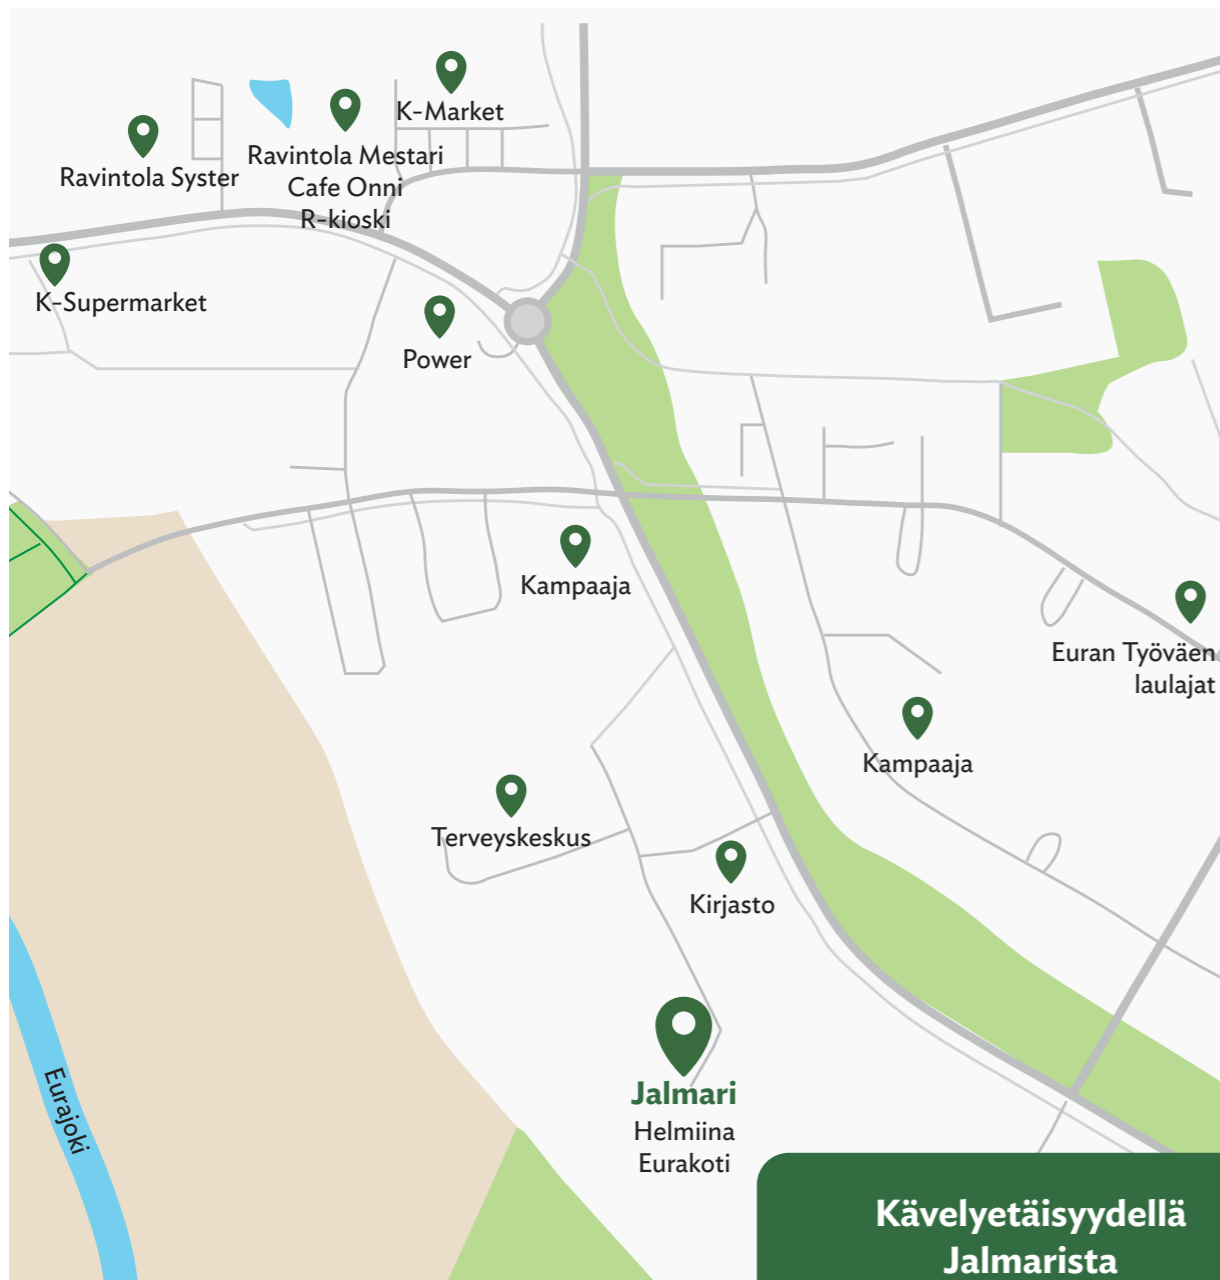 K-Market
Ravintola Mestari
Cafe Onni
R-kioski
Ravintola Syster
K-Supermarket
Power
Kampaaja
Euran Työväen
laulajat
Kampaaja
Terveyskeskus
Kirjasto
Jalmari
Helmiina
Eurakoti
Eurajoki
Kävelyetäisyydellä
Jalmarista